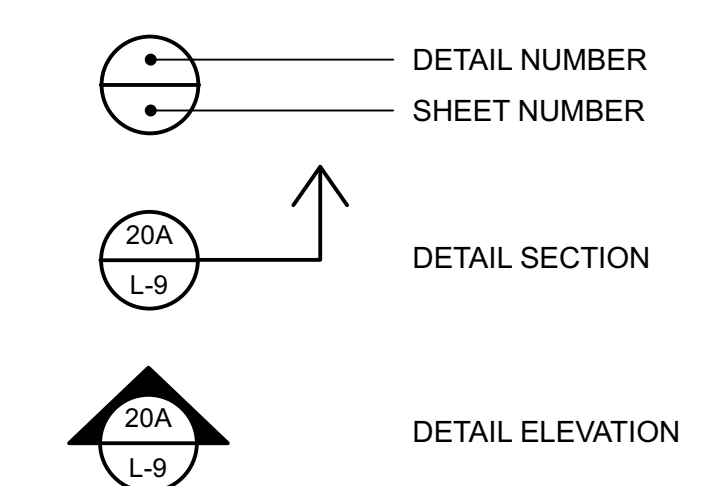 DETAIL NUMBER
SHEET NUMBER
20A
L-9
DETAIL SECTION
20A
L-9
DETAIL ELEVATION